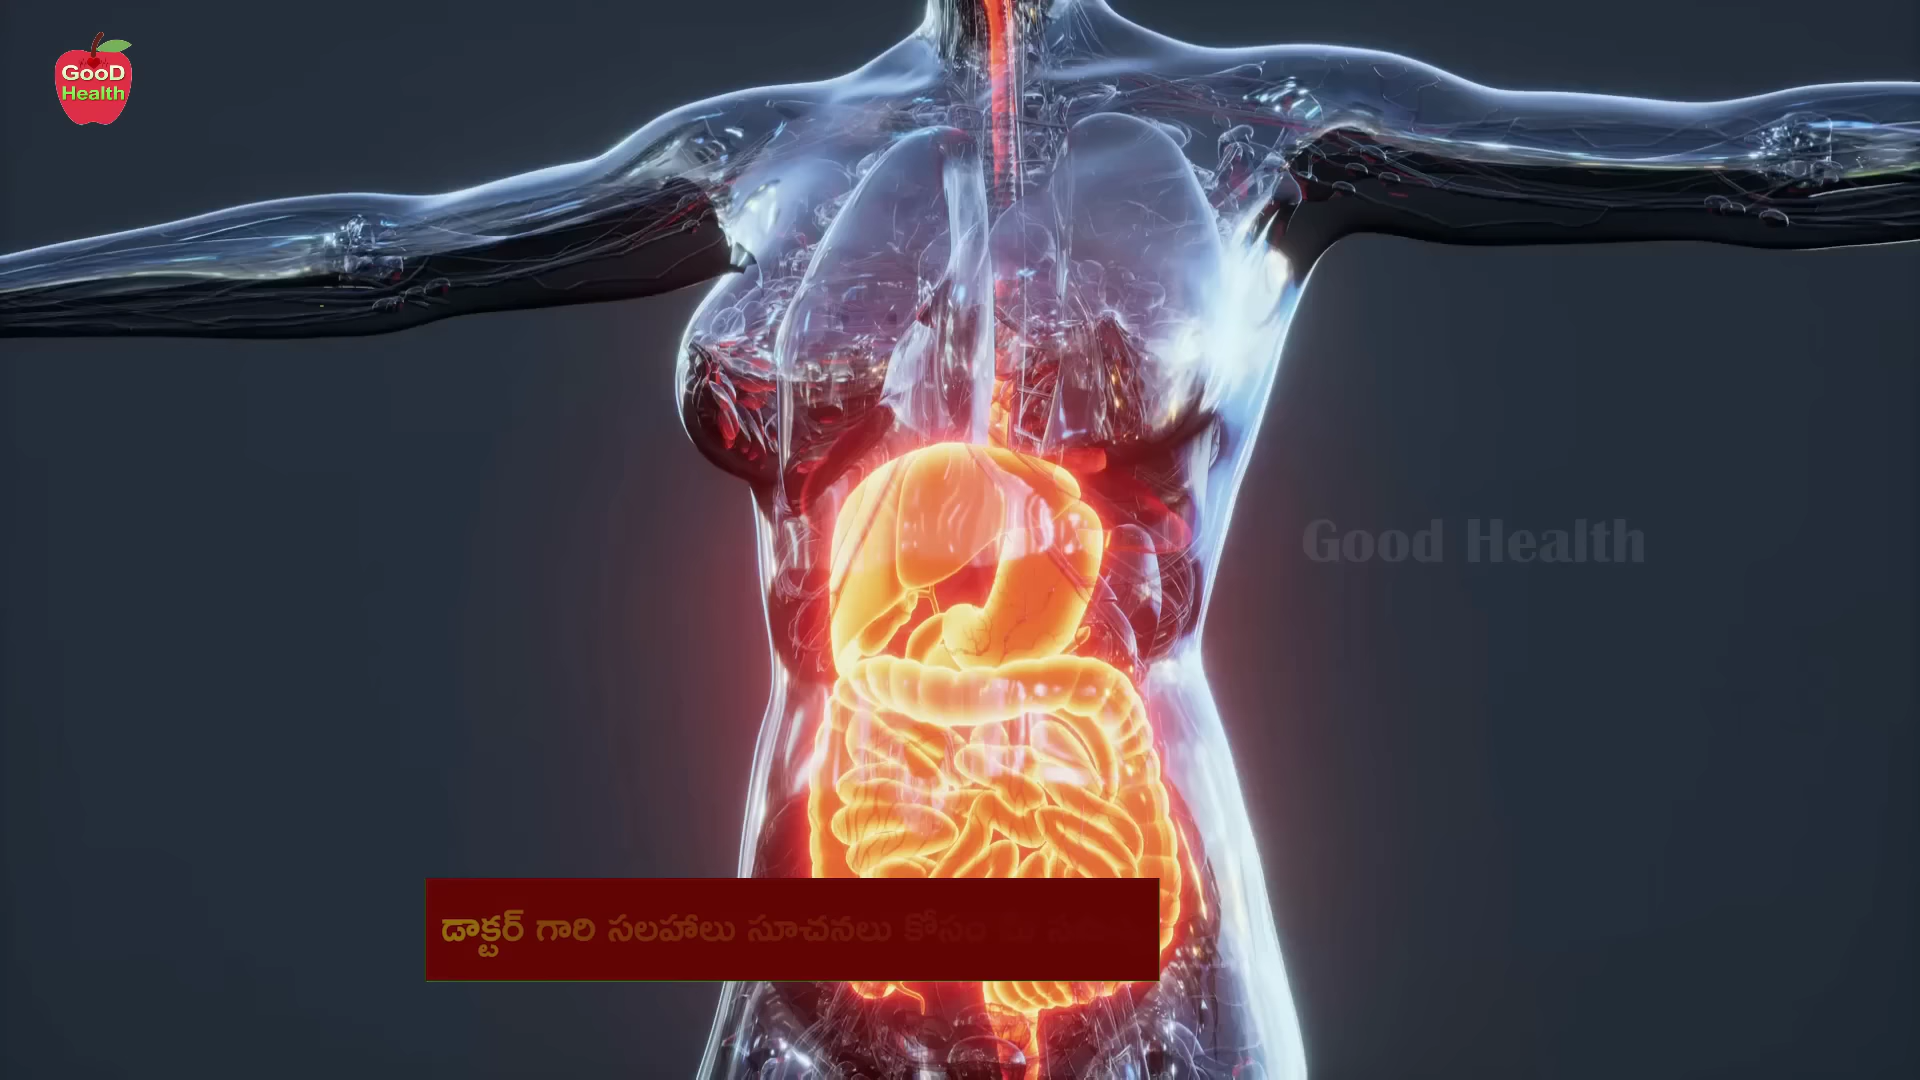 GooD
Health
Good Health
డాక్టర్ గారి సలహాలు సూచనలు కోసం మీ